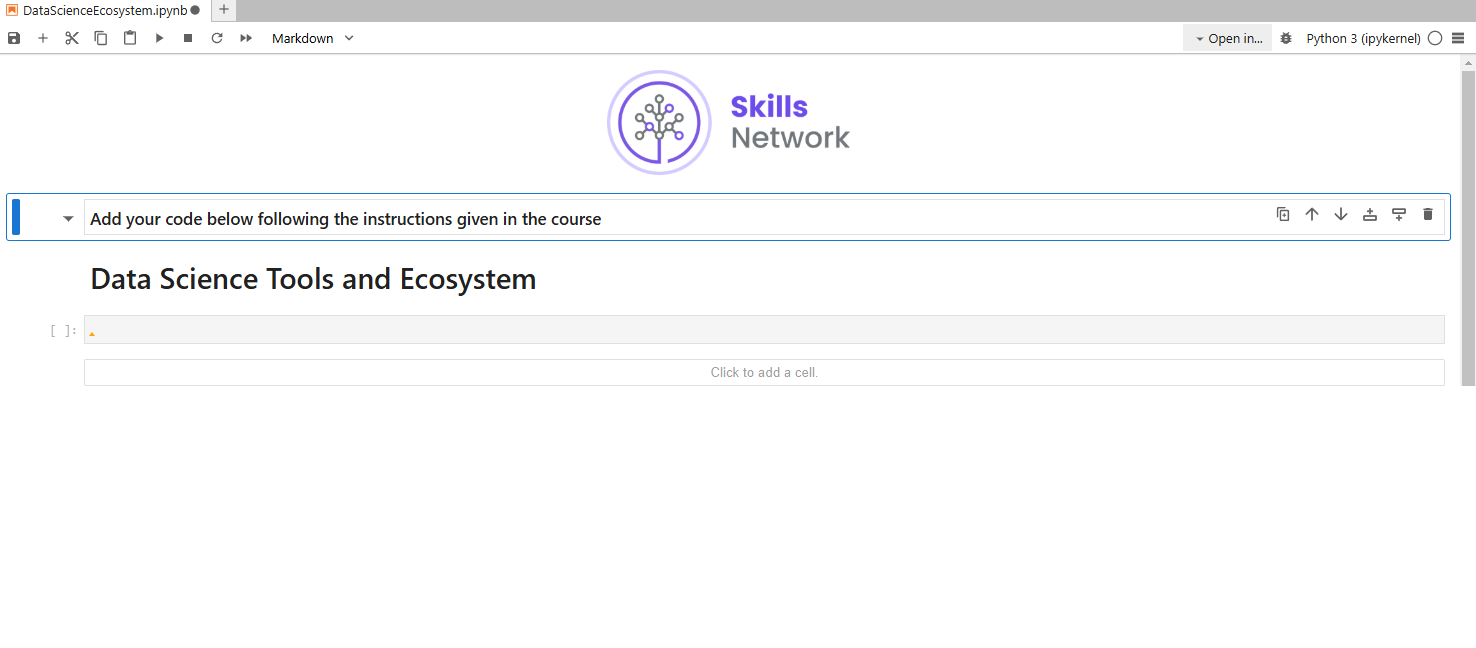 DataScienceEcosystem.ipynb
Markdown
Open in...
Python 3 (ipykernel)
Skills
Network
Add your code below following the instructions given in the course
Data Science Tools and Ecosystem
[ ]:
Click to add a cell.